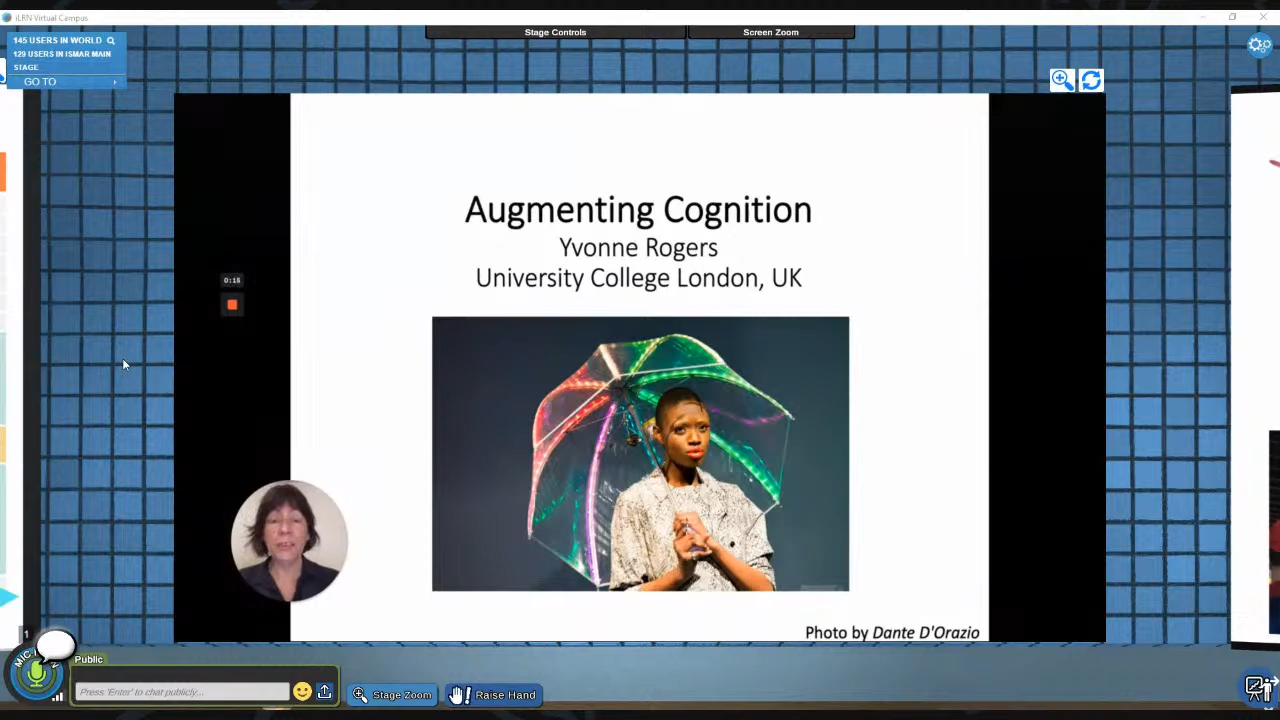 iLRN Virtual Campus
145 USERS IN WORLD
129 USERS IN ISMAR MAIN
STAGE
GO TO
Stage Controls
Screen Zoom
Augmenting Cognition
Yvonne Rogers
University College London, UK
0:15
Photo by Dante D'Orazio
1
Public
Press 'Enter' to chat publicly...
Stage Zoom
Raise Hand